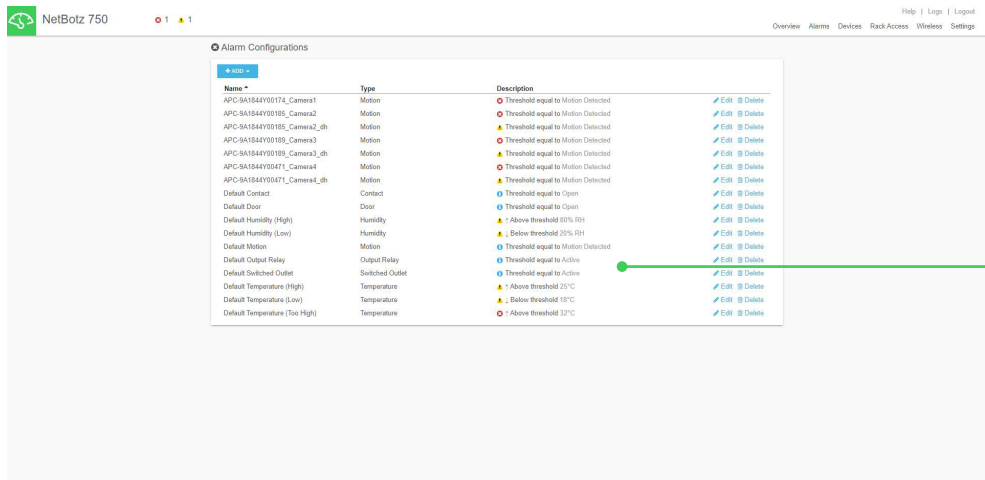 Help | Logs | Logout
NetBotz 750 1 1
Overview Alarms Devices Rack Access Wireless Settings
Alarm Configurations
+ ADD
Name Type Description
APC-9A1844Y00174_Camera1 Motion Threshold equal to Motion Detected Edit Delete
APC-9A1844Y00185_Camera2 Motion Threshold equal to Motion Detected Edit Delete
APC-9A1844Y00185_Camera2_dh Motion Threshold equal to Motion Detected Edit Delete
APC-9A1844Y00189_Camera3 Motion Threshold equal to Motion Detected Edit Delete
APC-9A1844Y00189_Camera3_dh Motion Threshold equal to Motion Detected Edit Delete
APC-9A1844Y00471_Camera4 Motion Threshold equal to Motion Detected Edit Delete
APC-9A1844Y00471_Camera4_dh Motion Threshold equal to Motion Detected Edit Delete
Default Contact Contact Threshold equal to Open Edit Delete
Default Door Door Threshold equal to Open Edit Delete
Default Humidity (High) Humidity ↑ Above threshold 80% RH Edit Delete
Default Humidity (Low) Humidity ↓ Below threshold 20% RH Edit Delete
Default Motion Motion Threshold equal to Motion Detected Edit Delete
Default Output Relay Output Relay Threshold equal to Active Edit Delete
Default Switched Outlet Switched Outlet Threshold equal to Active Edit Delete
Default Temperature (High) Temperature ↑ Above threshold 25°C Edit Delete
Default Temperature (Low) Temperature ↓ Below threshold 18°C Edit Delete
Default Temperature (Too High) Temperature ↑ Above threshold 32°C Edit Delete